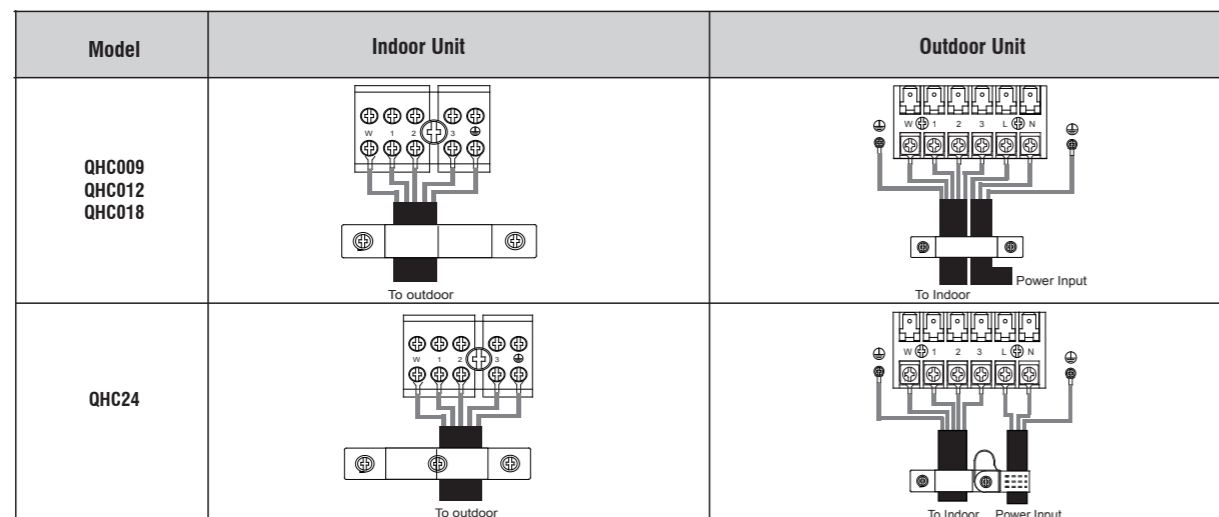 Model Indoor Unit Outdoor Unit
QHC009
QHC012
QHC018
W 1 2 3
To outdoor
W 1 2 3 L N
To Indoor Power Input
QHC24
W 1 2 3
To outdoor
W 1 2 3 L N
To Indoor Power Input